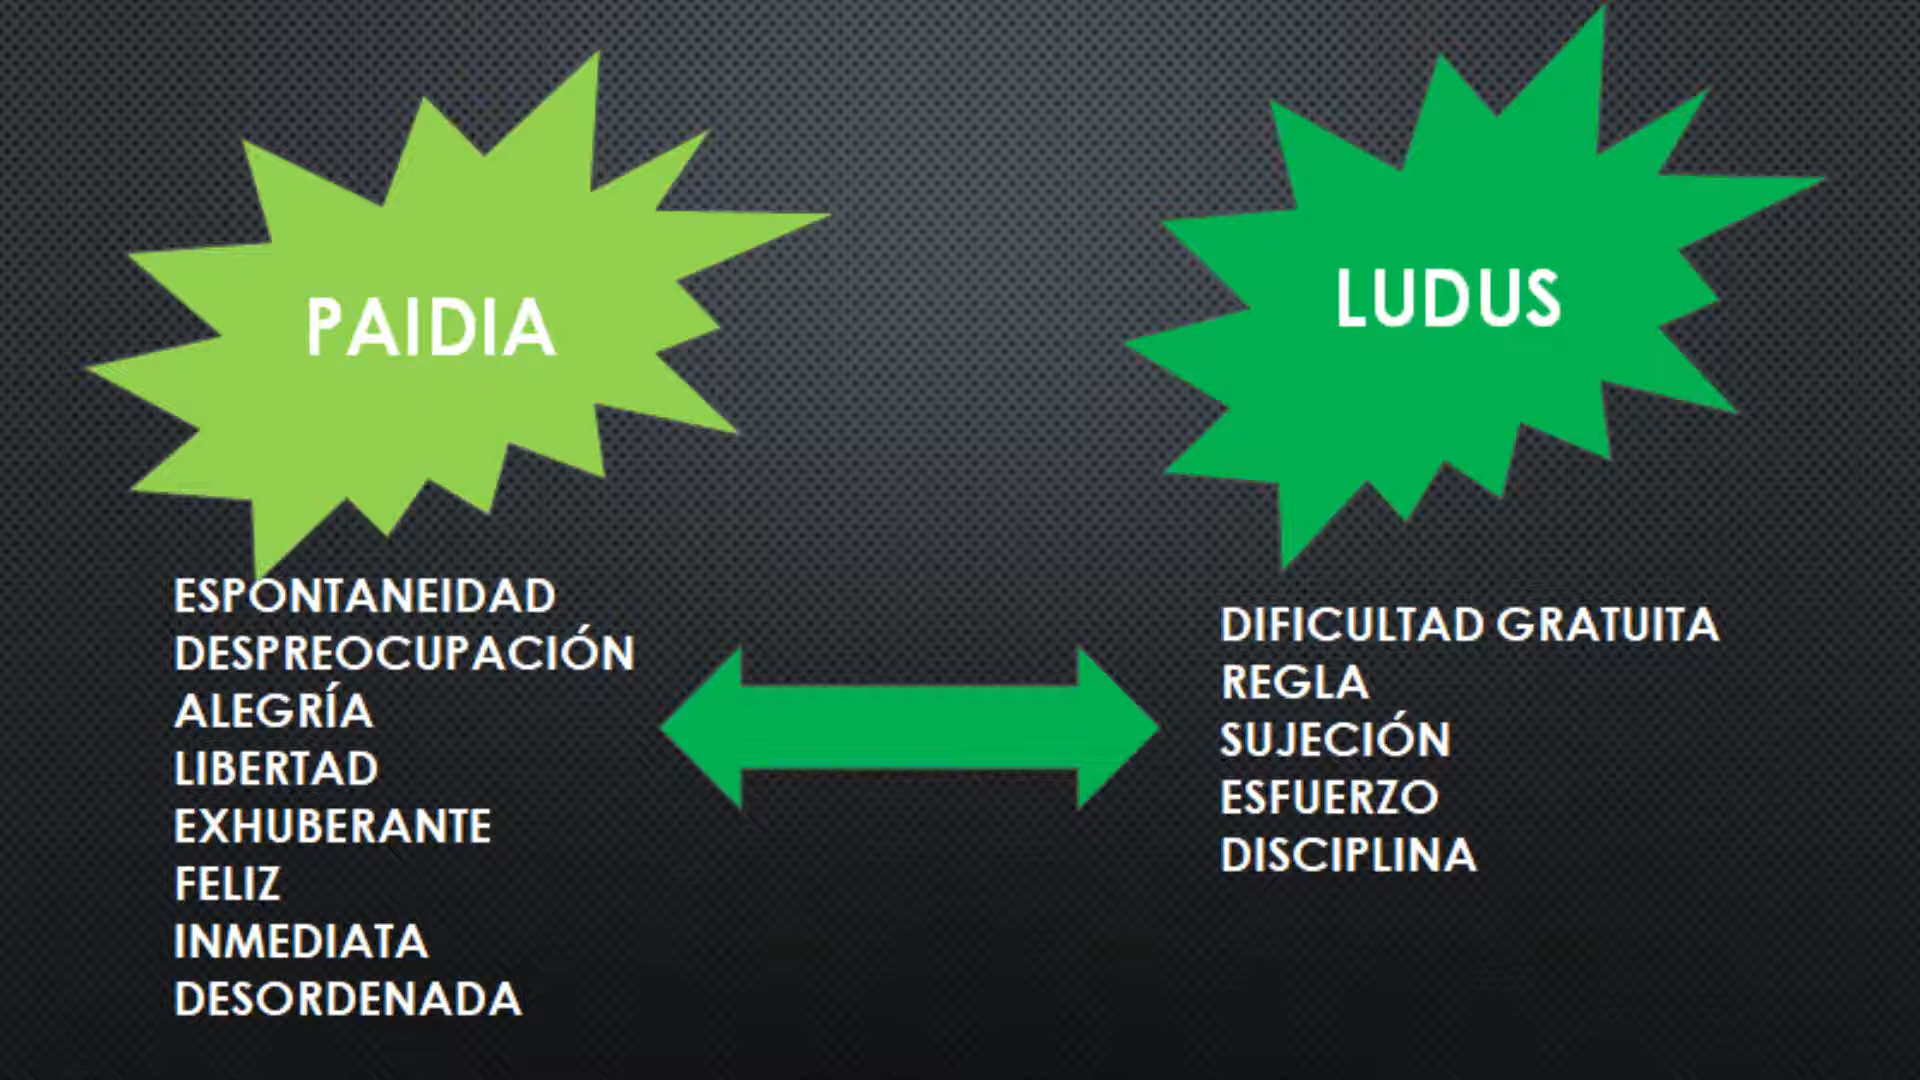 PAIDIA
ESPONTANEIDAD
DESPREOCUPACIÓN
ALEGRÍA
LIBERTAD
EXHUBERANTE
FELIZ
INMEDIATA
DESORDENADA
LUDUS
DIFICULTAD GRATUITA
REGLA
SUJECIÓN
ESFUERZO
DISCIPLINA